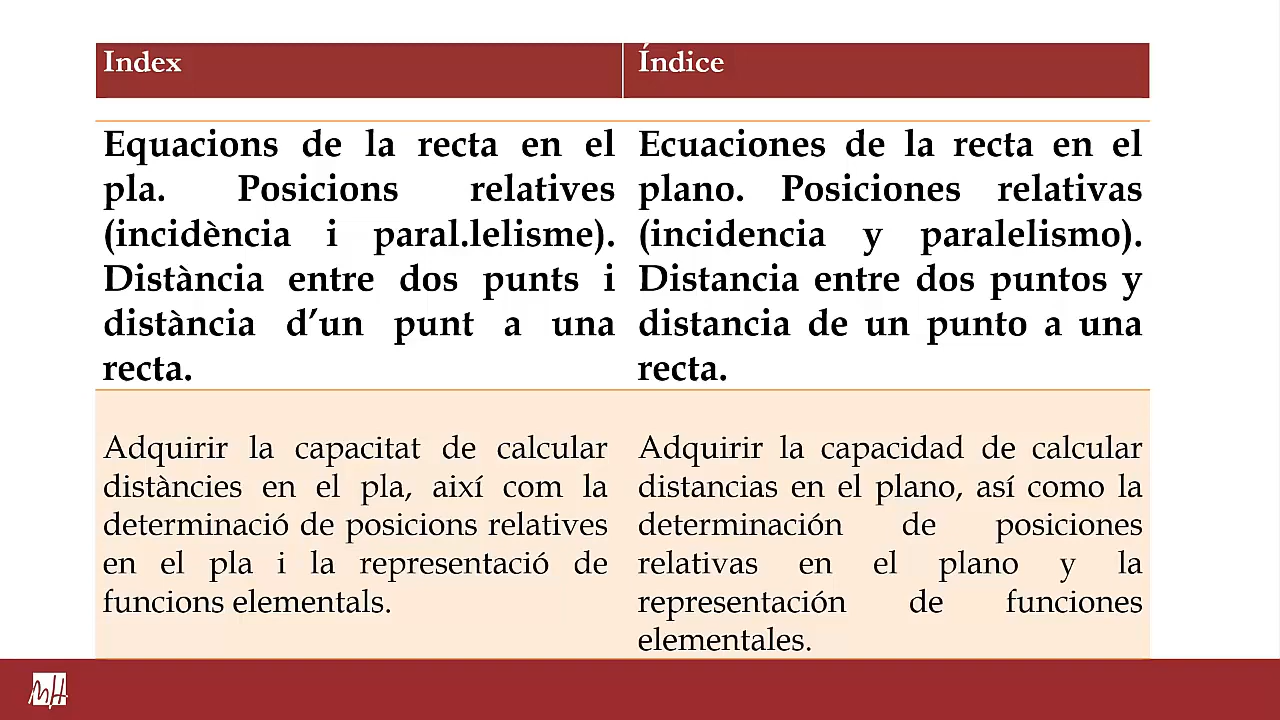 Index
Índice
Equacions de la recta en el
pla. Posicions relatives
(incidència i paral.lelisme).
Distància entre dos punts i
distància d’un punt a una
recta.
Ecuaciones de la recta en el
plano. Posiciones relativas
(incidencia y paralelismo).
Distancia entre dos puntos y
distancia de un punto a una
recta.
Adquirir la capacitat de calcular
distàncies en el pla, així com la
determinació de posicions relatives
en el pla i la representació de
funcions elementals.
Adquirir la capacidad de calcular
distancias en el plano, así como la
determinación de posiciones
relativas en el plano y la
representación de funciones
elementales.
MH